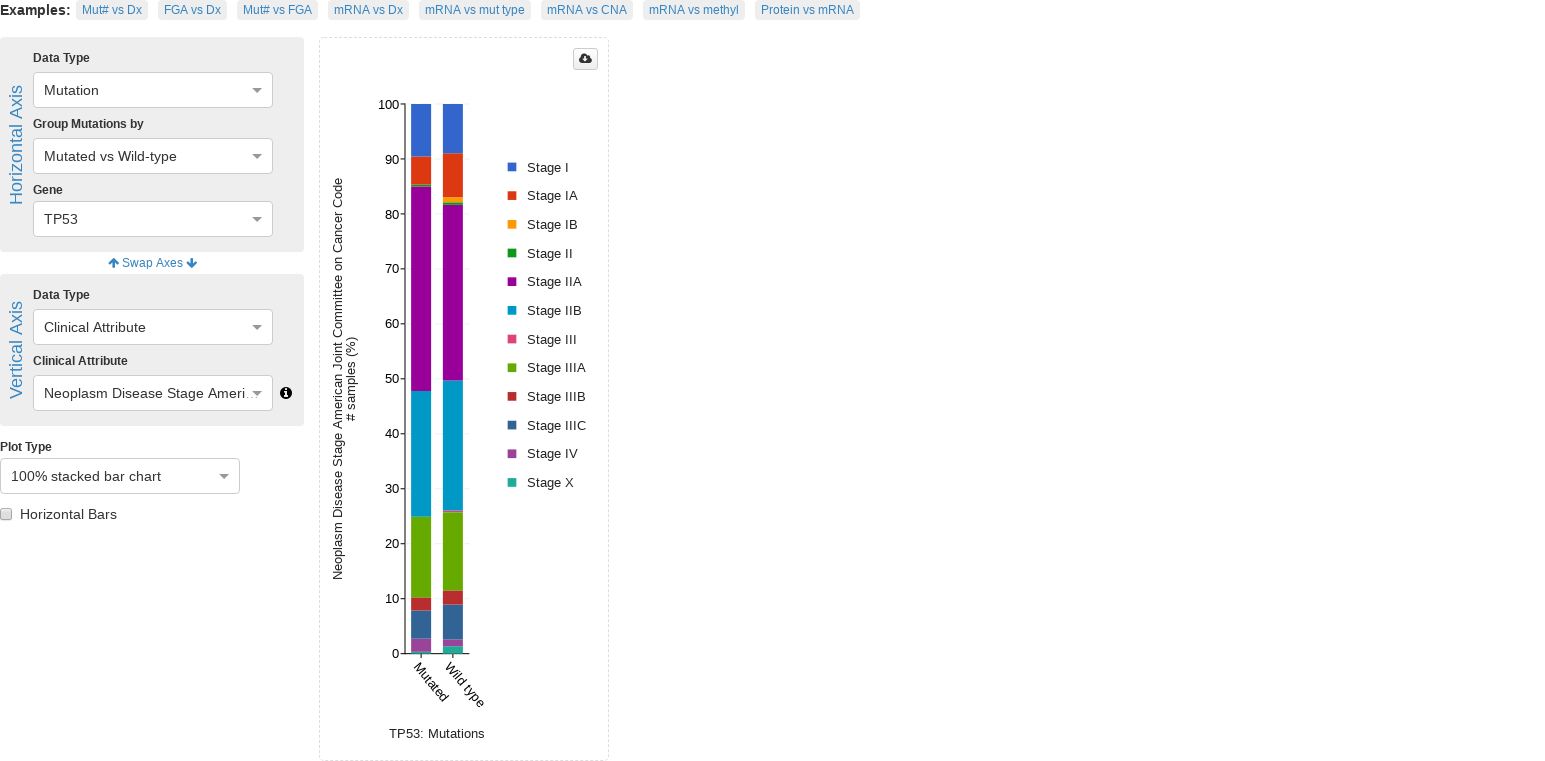 Examples: Mut# vs Dx FGA vs Dx Mut# vs FGA mRNA vs Dx mRNA vs mut type mRNA vs CNA mRNA vs methyl Protein vs mRNA
Horizontal Axis
Data Type
Mutation
Group Mutations by
Mutated vs Wild-type
Gene
TP53
Swap Axes
Vertical Axis
Data Type
Clinical Attribute
Clinical Attribute
Neoplasm Disease Stage Ameri...
Plot Type
100% stacked bar chart
Horizontal Bars
Neoplasm Disease Stage American Joint Committee on Cancer Code
# samples (%)
100
90
80
70
60
50
40
30
20
10
0
Mutated
Wild type
TP53: Mutations
Stage I
Stage IA
Stage IB
Stage II
Stage IIA
Stage IIB
Stage III
Stage IIIA
Stage IIIB
Stage IIIC
Stage IV
Stage X